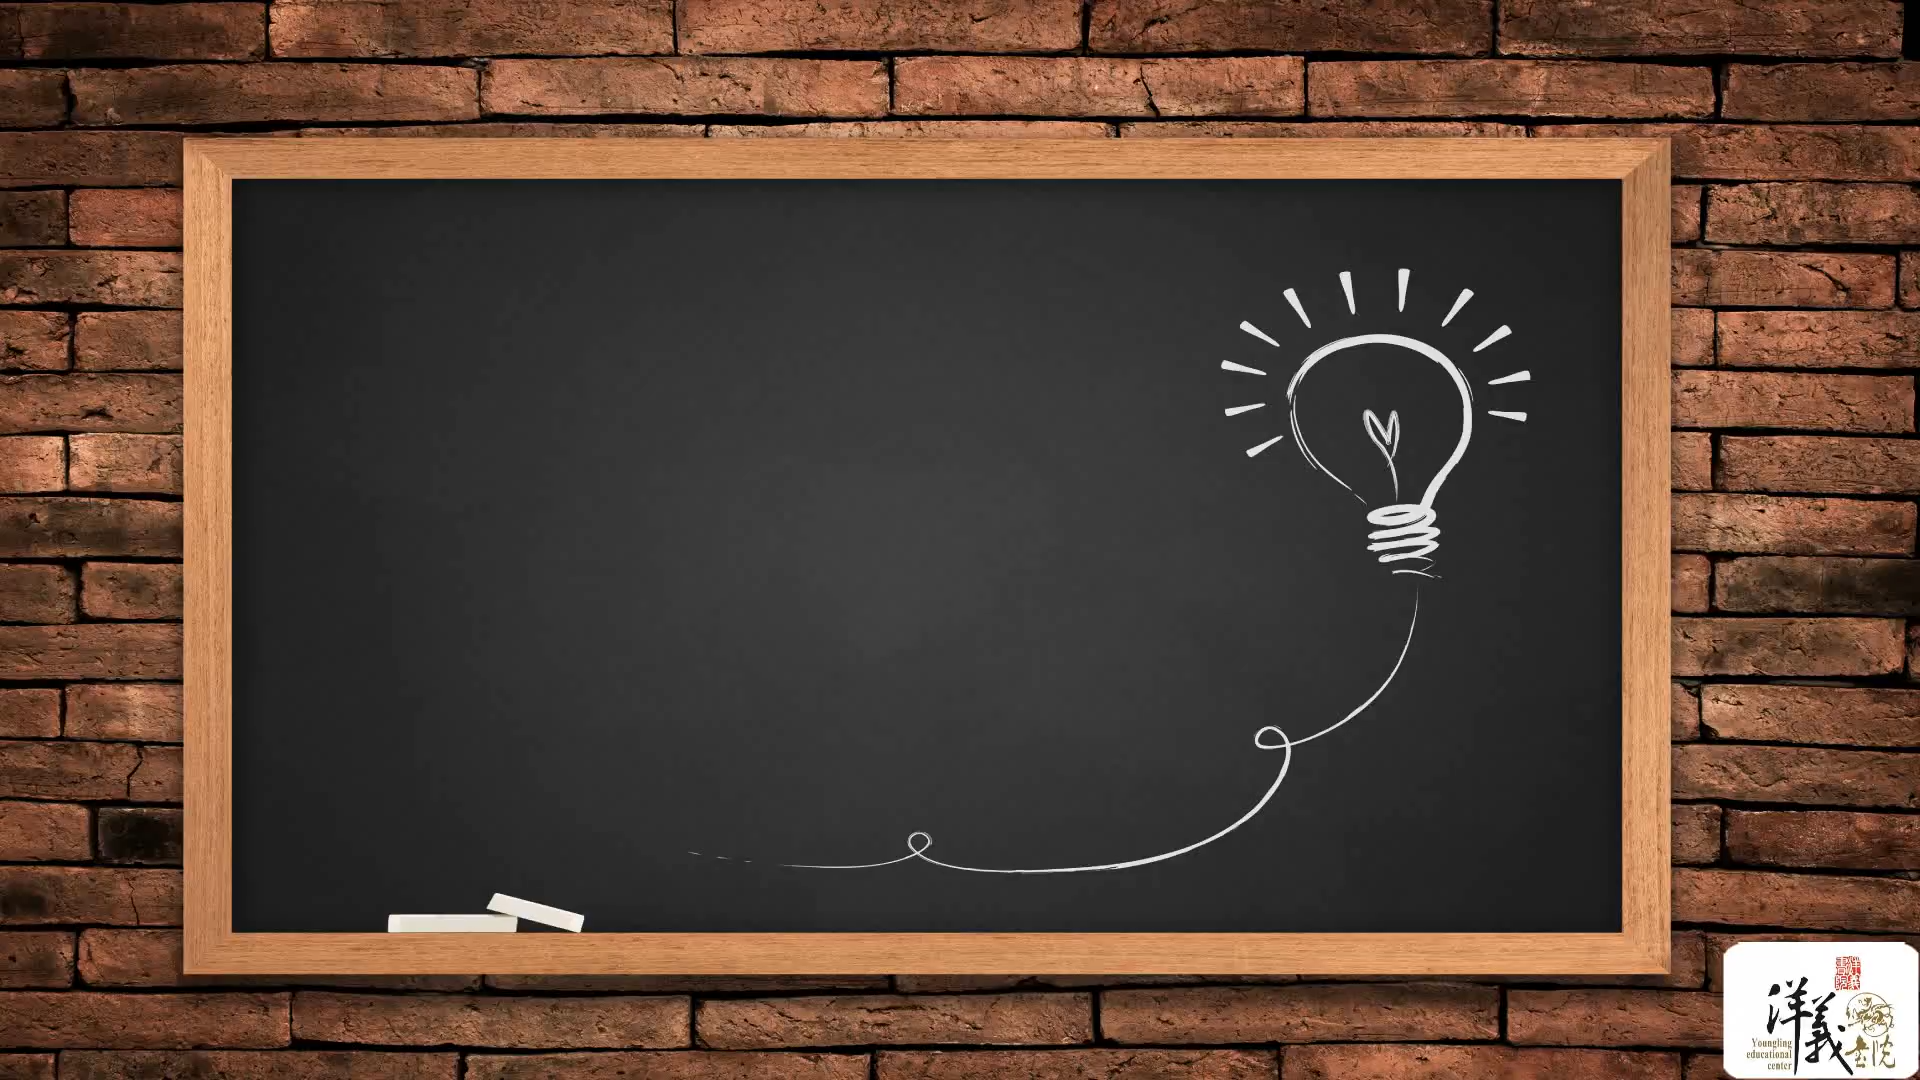 洋義
書院
Youngling
educational
center